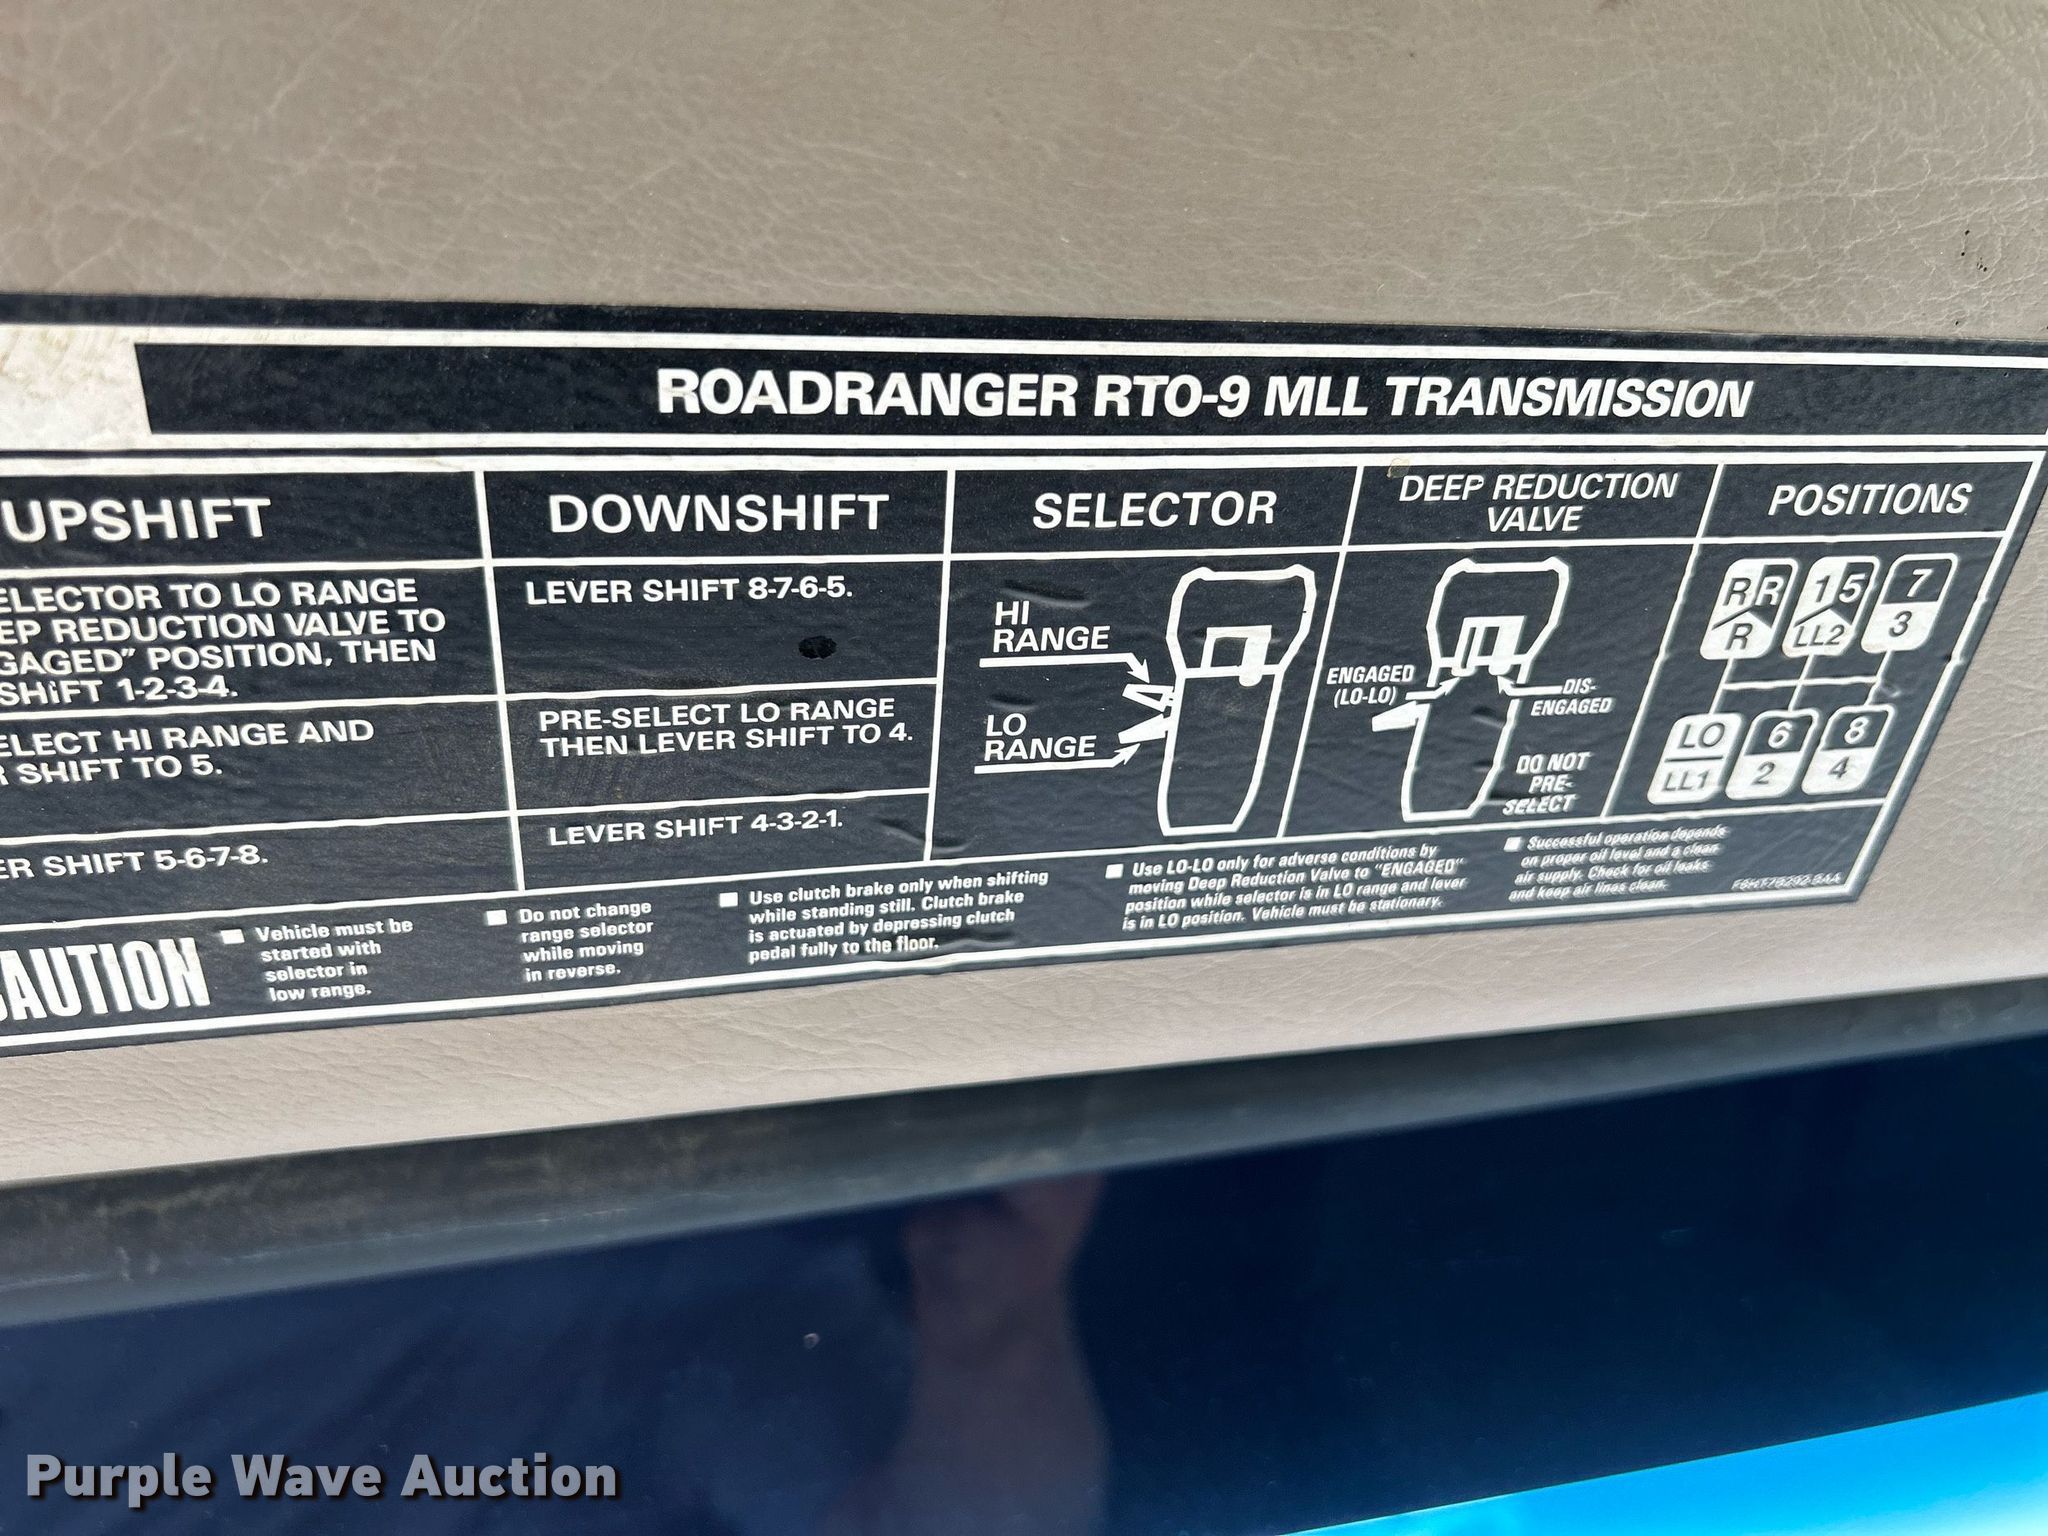 ROADRANGER RTO-9 MLL TRANSMISSION
UPSHIFT
TO LO RANGE
REDUCTION VALVE TO
POSITION, THEN
SHIFT 1-2-3-4.
HI RANGE AND
SHIFT TO 5.
SHIFT 5-6-7-8.
DOWNSHIFT
LEVER SHIFT 8-7-6-5.
PRE-SELECT LO RANGE
THEN LEVER SHIFT TO 4.
LEVER SHIFT 4-3-2-1.
SELECTOR
HI
RANGE
LO
RANGE
DEEP REDUCTION
VALVE
ENGAGED
(LO-LO)
DIS-
ENGAGED
DO NOT
PRE-
SELECT
POSITIONS
R R 1 5 7
R LL2 3
LO 6 8
LL1 2 4
Vehicle must be
started with
selector in
low range.
Do not change
range selector
while moving
in reverse.
Use clutch brake only when shifting
while standing still. Clutch brake
is actuated by depressing clutch
pedal fully to the floor.
Use LO-LO only for adverse conditions by
moving Deep Reduction Valve to "ENGAGED"
position while selector is in LO range and lever
is in LO position. Vehicle must be stationary.
Successful operation depends
on proper oil level and a clean
air supply. Check for oil leaks
and keep air lines clean.
Purple Wave Auction